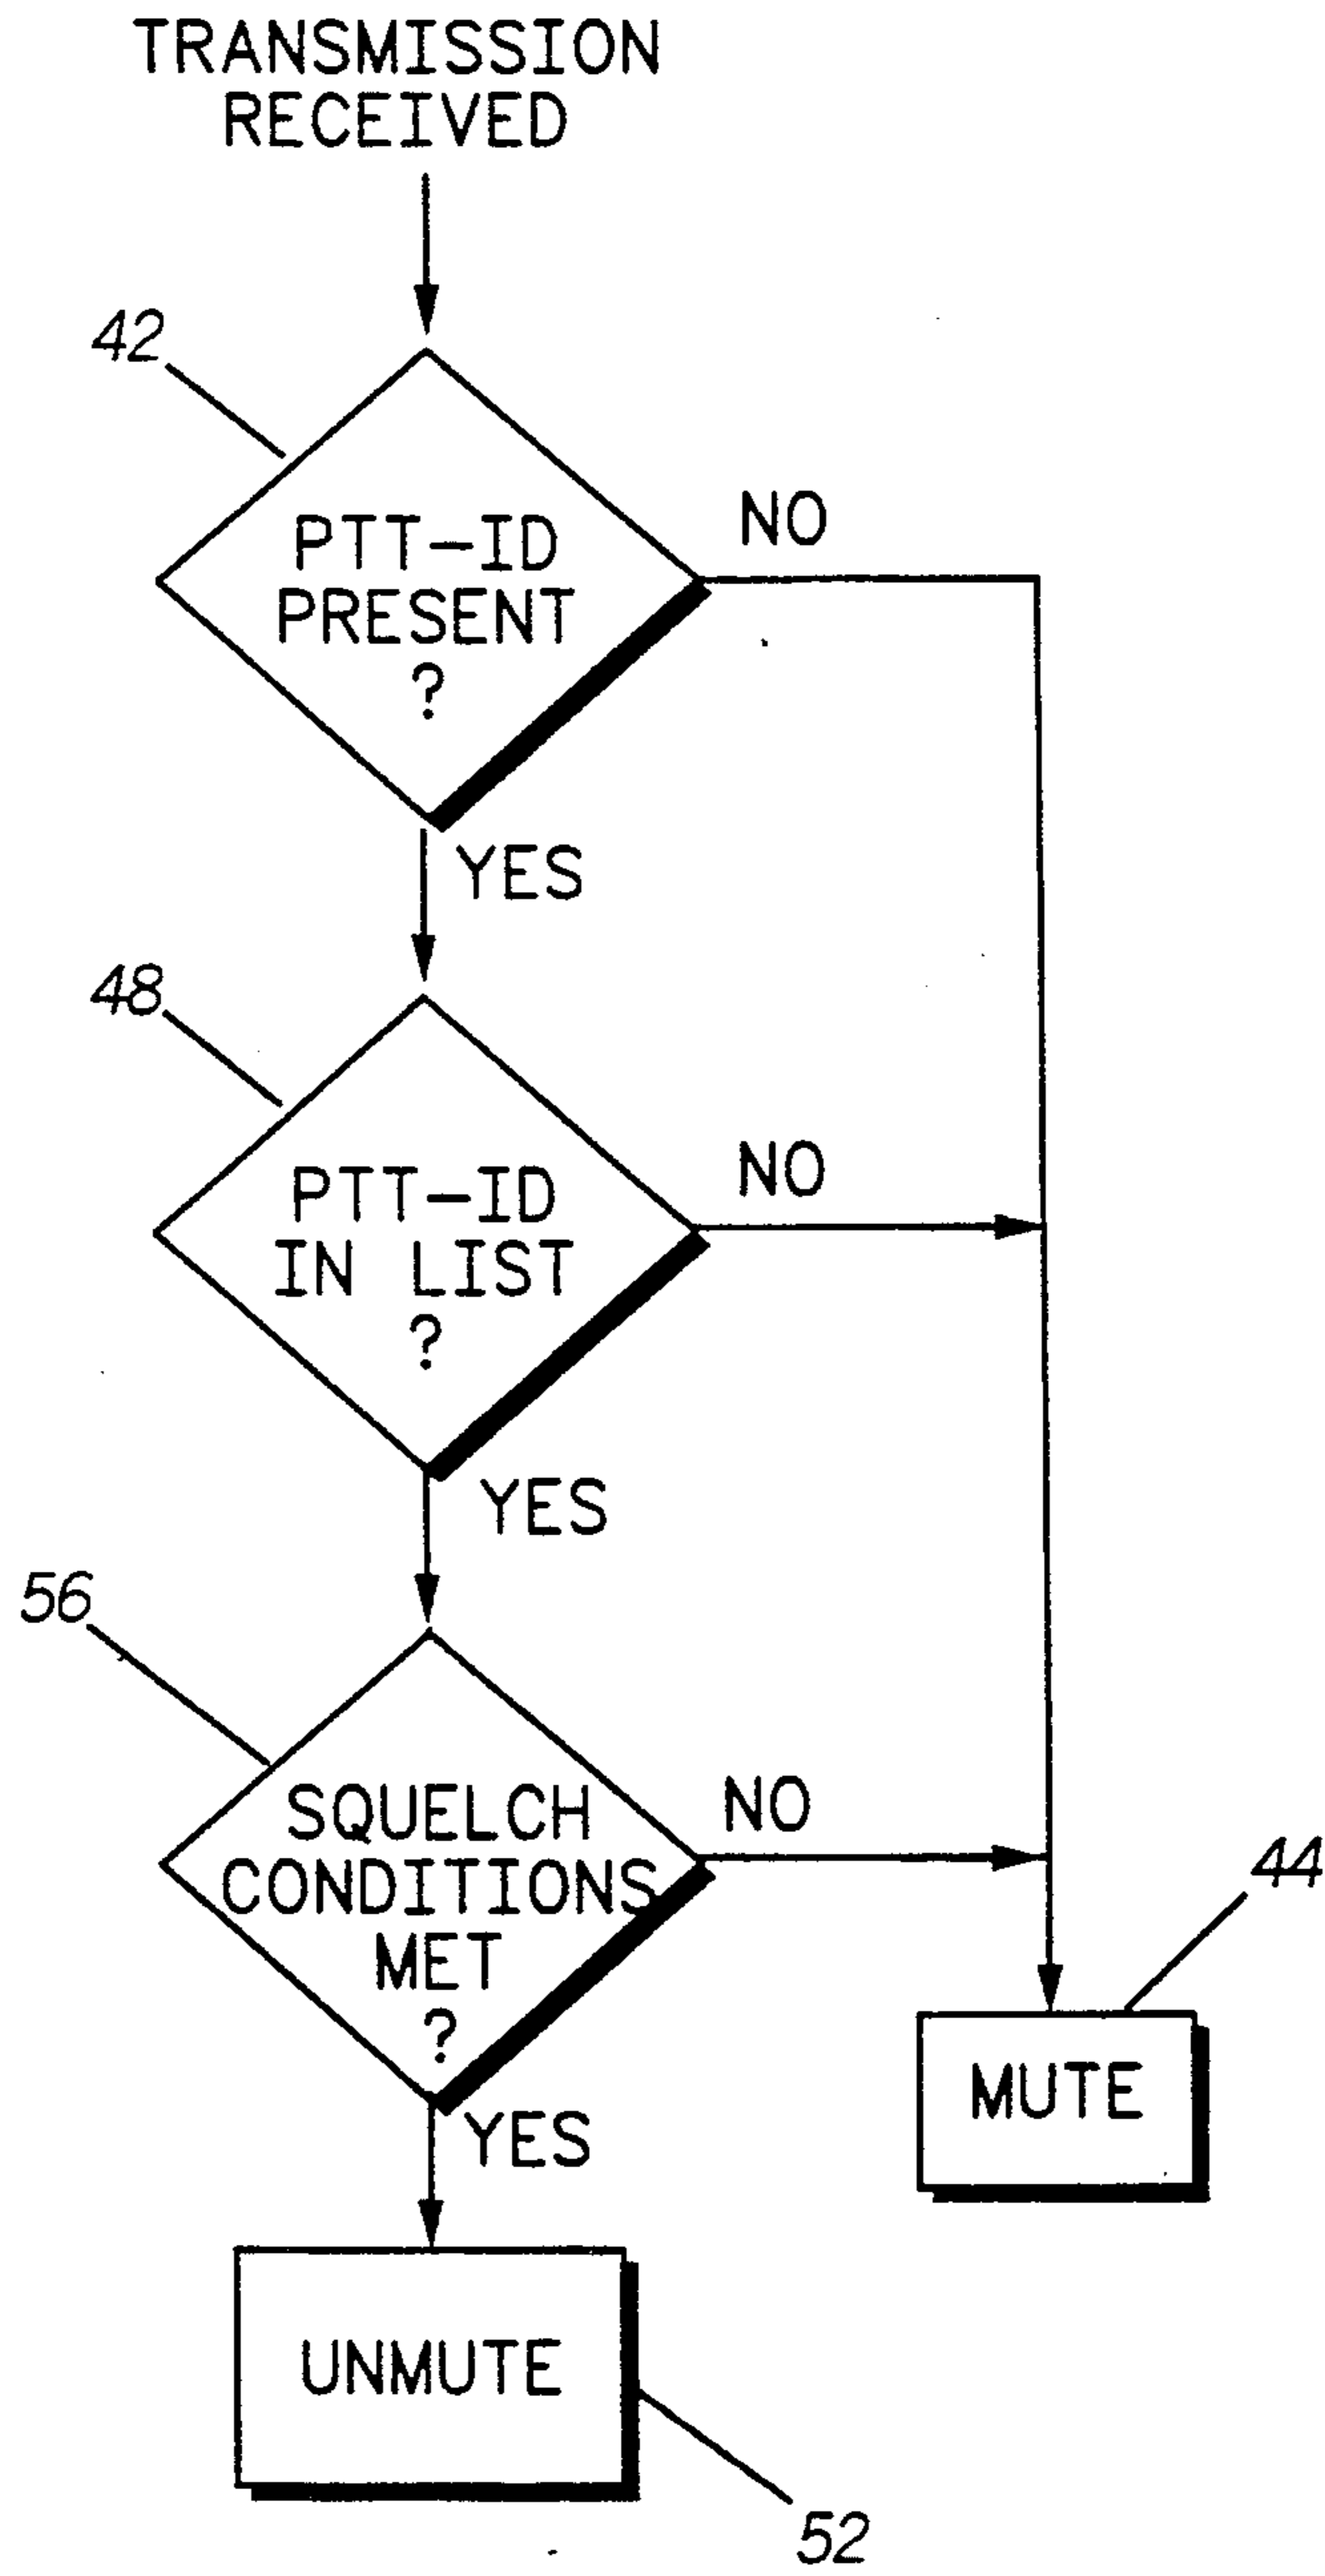 TRANSMISSION
RECEIVED
42
PTT-ID
PRESENT
?
NO
YES
48
PTT-ID
IN LIST
?
NO
YES
56
SQUELCH
CONDITIONS
MET
?
NO
YES
44
MUTE
UNMUTE
52